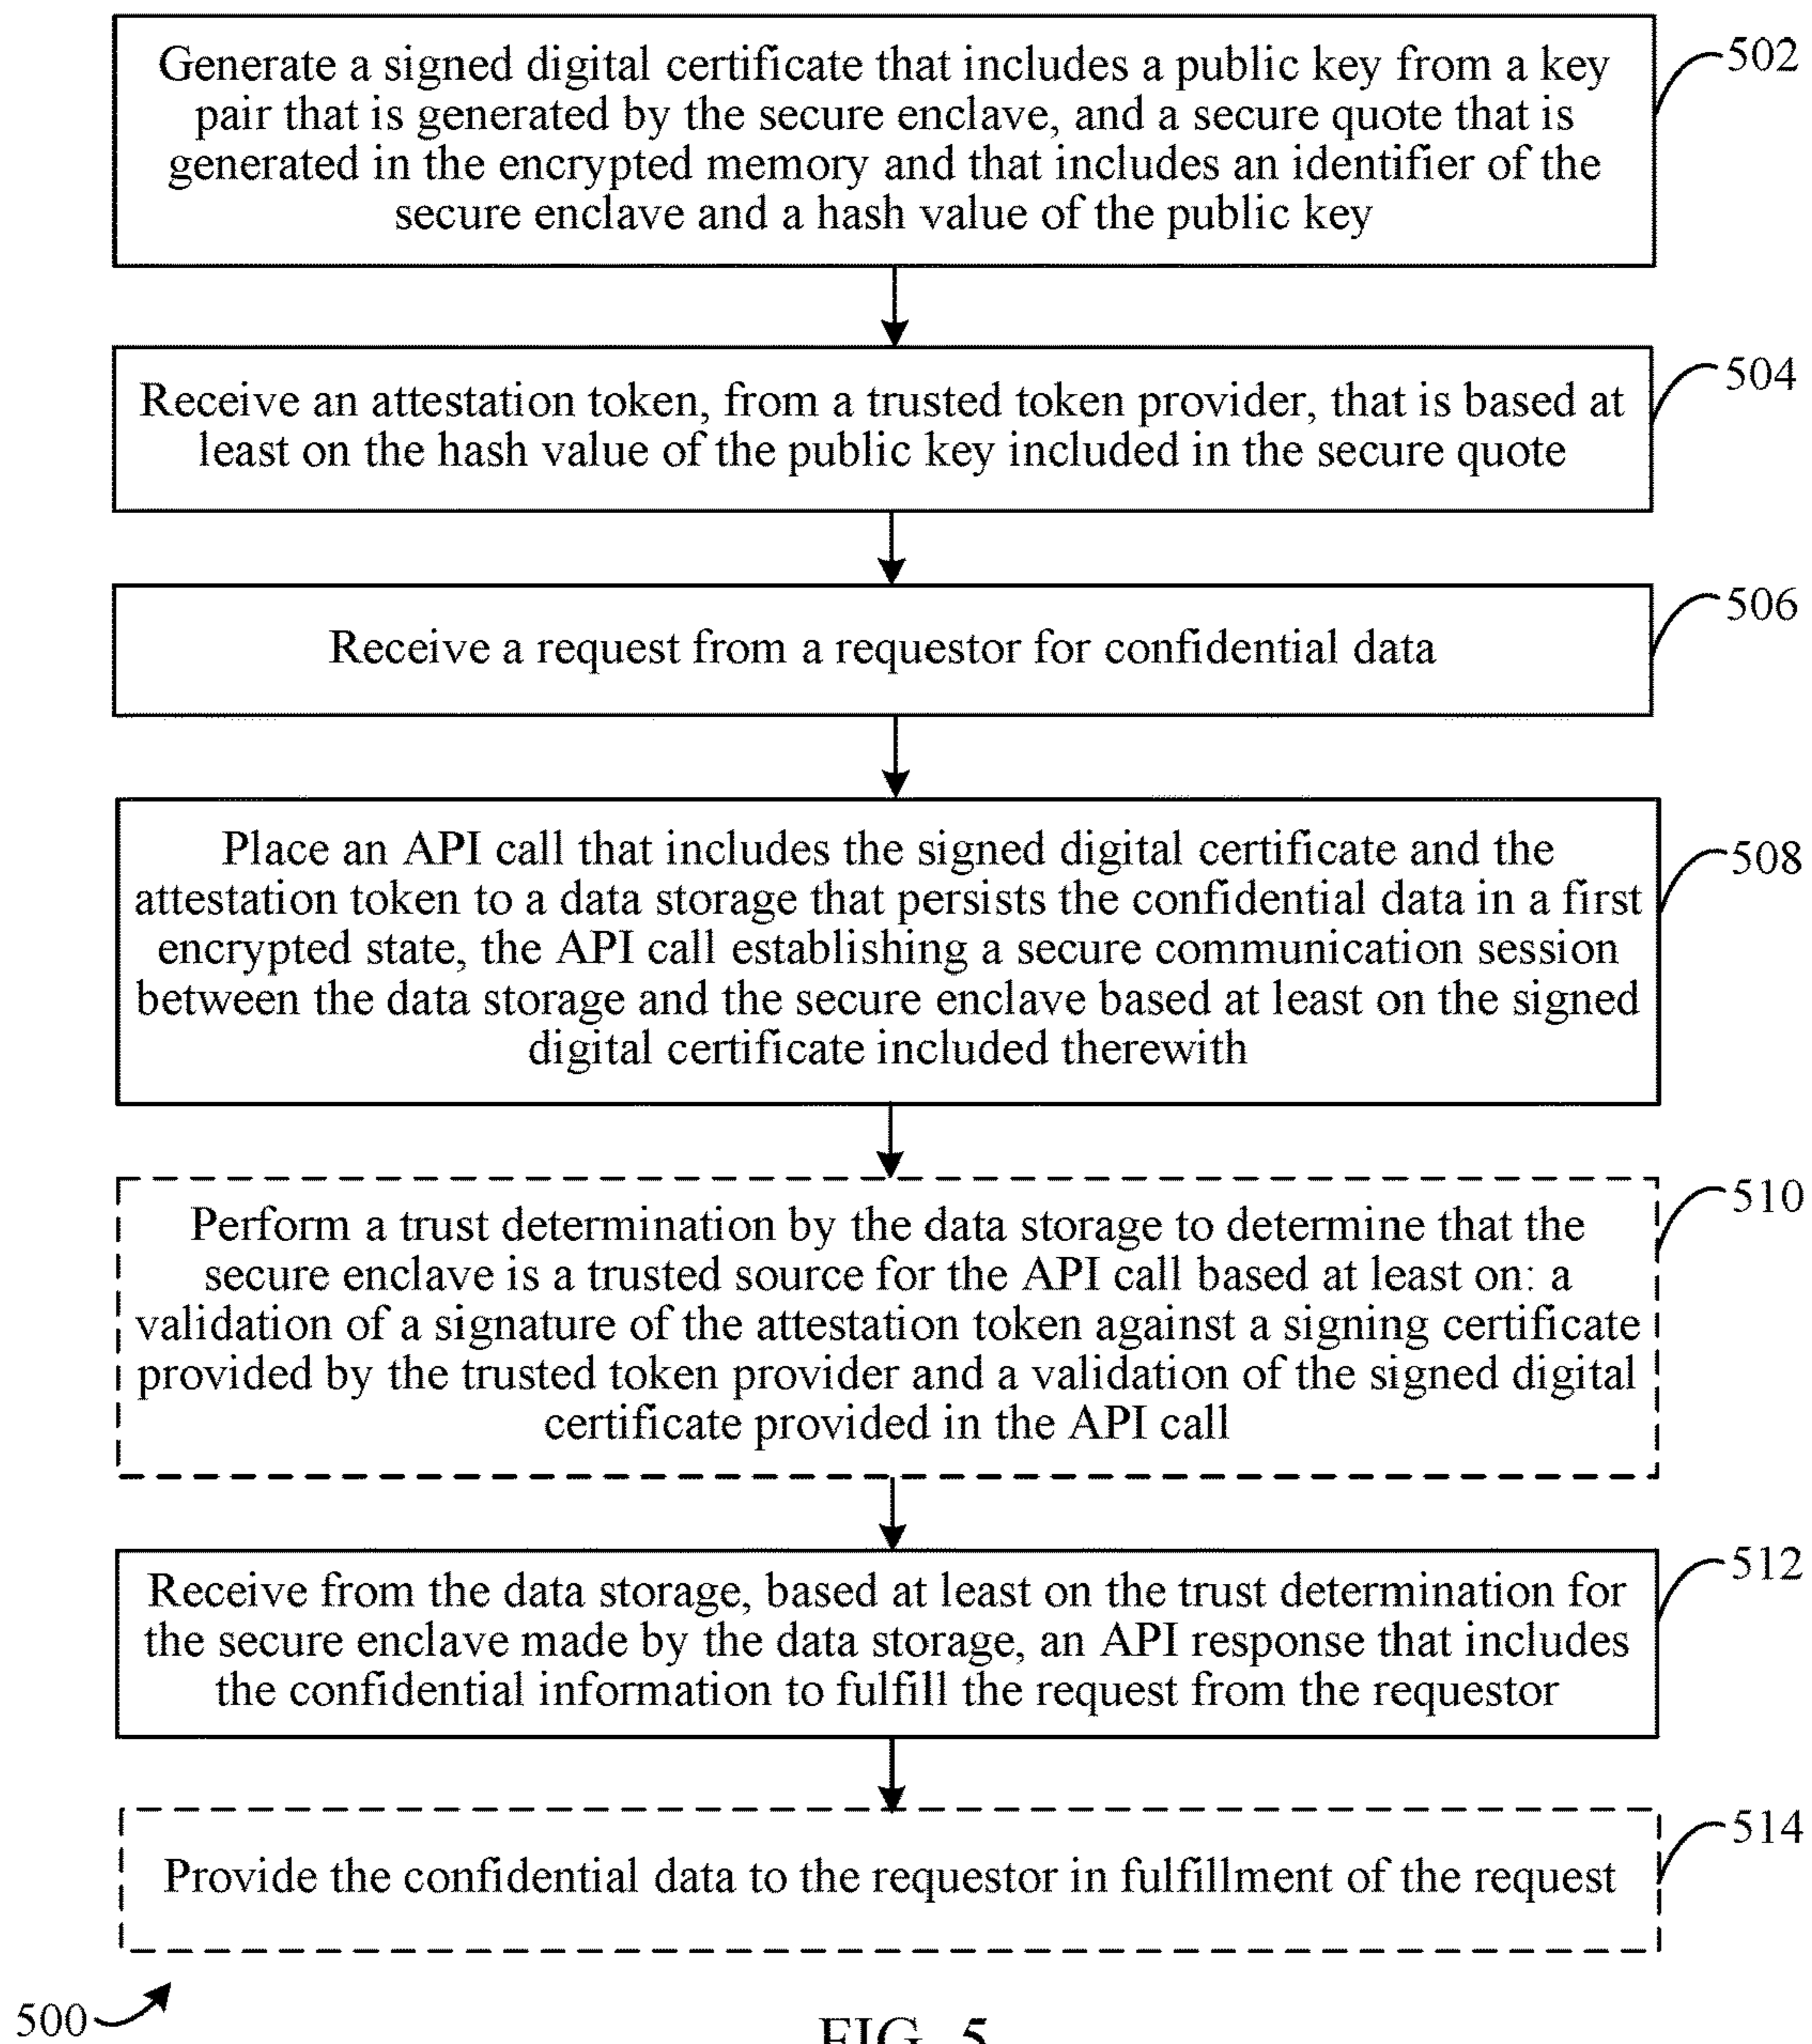 Generate a signed digital certificate that includes a public key from a key
pair that is generated by the secure enclave, and a secure quote that is
generated in the encrypted memory and that includes an identifier of the
secure enclave and a hash value of the public key
502
Receive an attestation token, from a trusted token provider, that is based at
least on the hash value of the public key included in the secure quote
504
Receive a request from a requestor for confidential data
506
Place an API call that includes the signed digital certificate and the
attestation token to a data storage that persists the confidential data in a first
encrypted state, the API call establishing a secure communication session
between the data storage and the secure enclave based at least on the signed
digital certificate included therewith
508
Perform a trust determination by the data storage to determine that the
secure enclave is a trusted source for the API call based at least on: a
validation of a signature of the attestation token against a signing certificate
provided by the trusted token provider and a validation of the signed digital
certificate provided in the API call
510
Receive from the data storage, based at least on the trust determination for
the secure enclave made by the data storage, an API response that includes
the confidential information to fulfill the request from the requestor
512
Provide the confidential data to the requestor in fulfillment of the request
514
500
FIG. 5